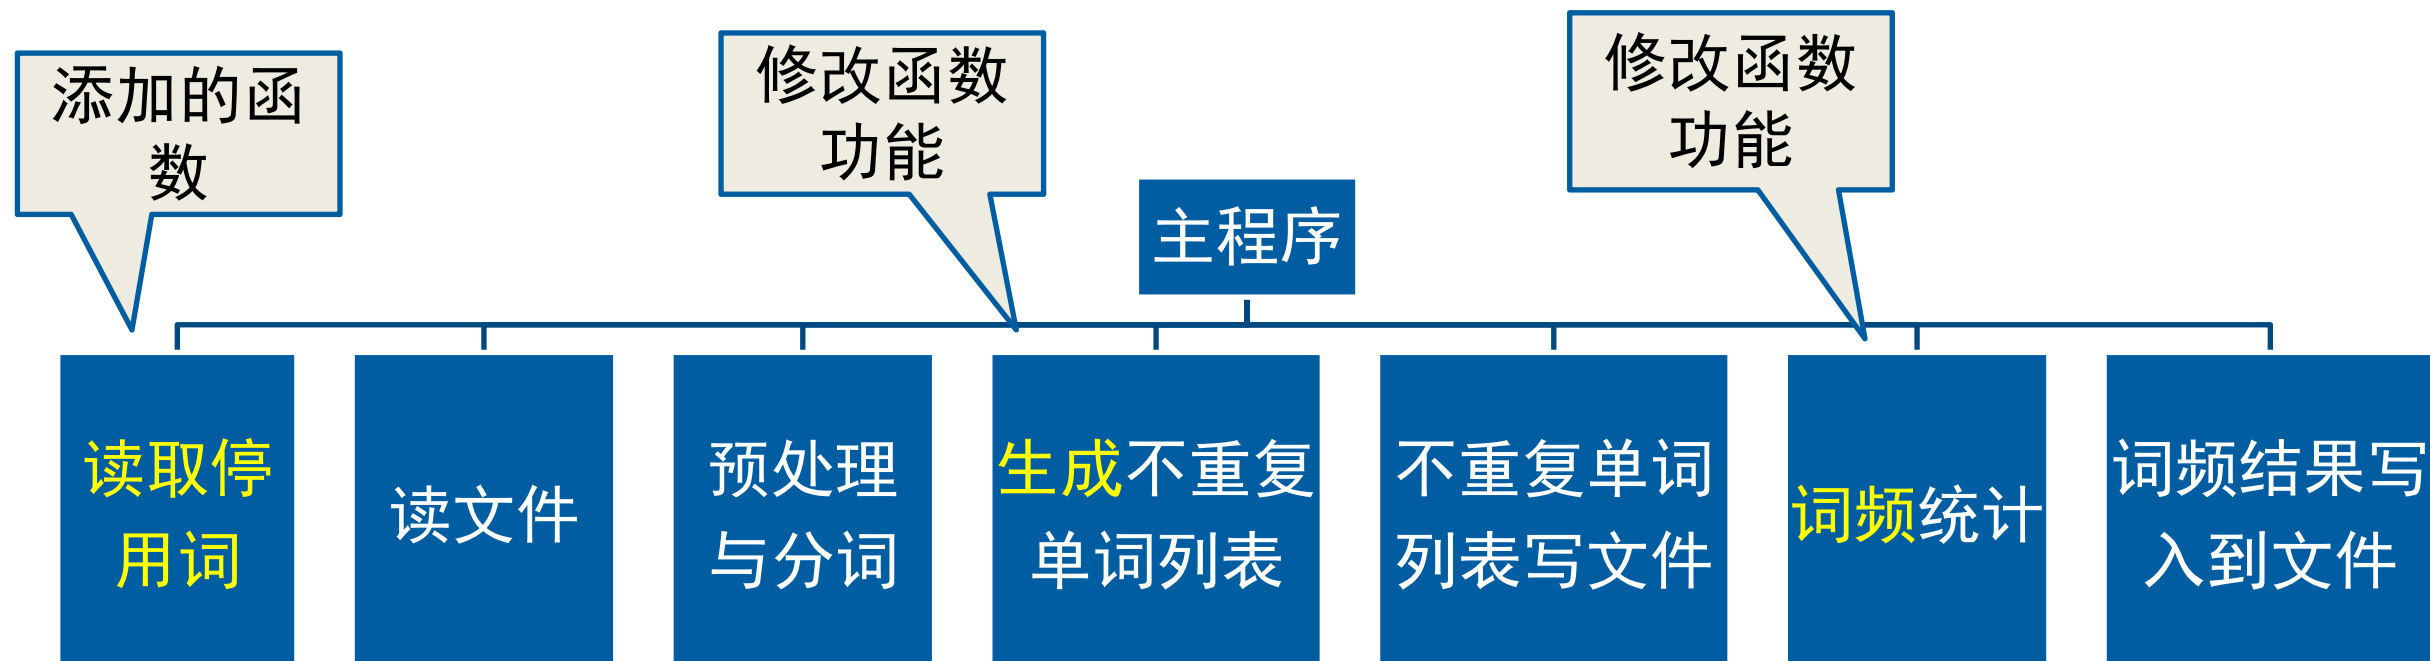 添加的函
数
修改函数
功能
修改函数
功能
主程序
读取停
用词
读文件
预处理
与分词
生成不重复
单词列表
不重复单词
列表写文件
词频统计
词频结果写
入到文件